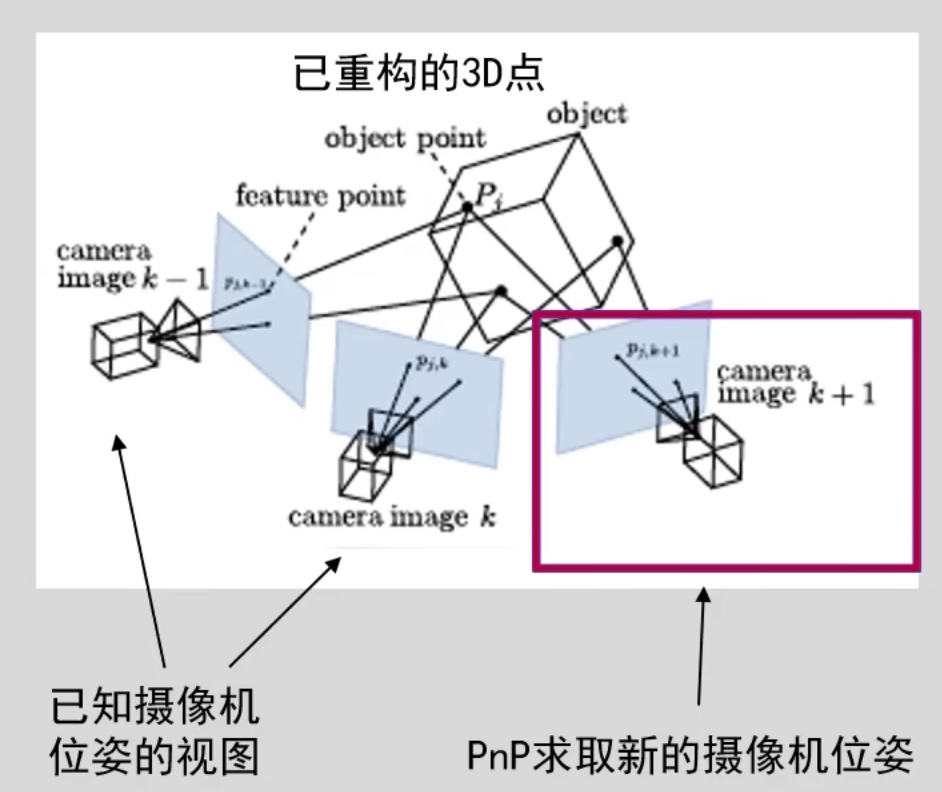 已重构的3D点
object
object point
P_j
feature point
camera
image k − 1
p_{j,k−1}
p_{j,k}
p_{j,k+1}
camera
image k + 1
camera image k
已知摄像机
位姿的视图
PnP求取新的摄像机位姿